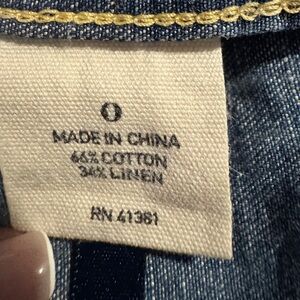 0
MADE IN CHINA
66% COTTON
34% LINEN
RN 41381